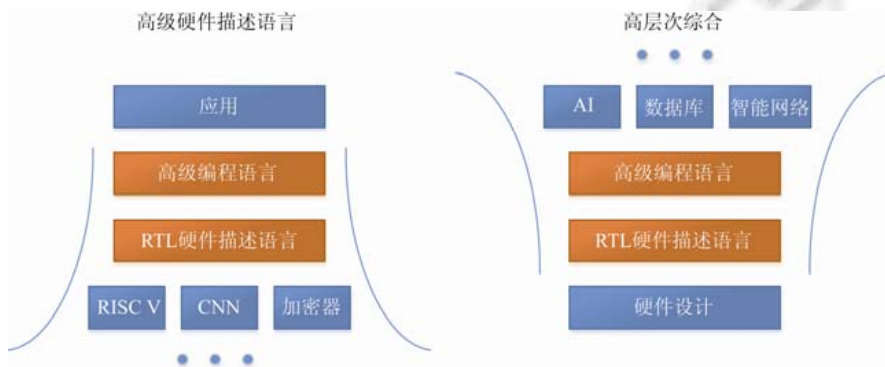 高级硬件描述语言
应用
高级编程语言
RTL硬件描述语言
RISC V
CNN
加密器
高层次综合
AI
数据库
智能网络
高级编程语言
RTL硬件描述语言
硬件设计